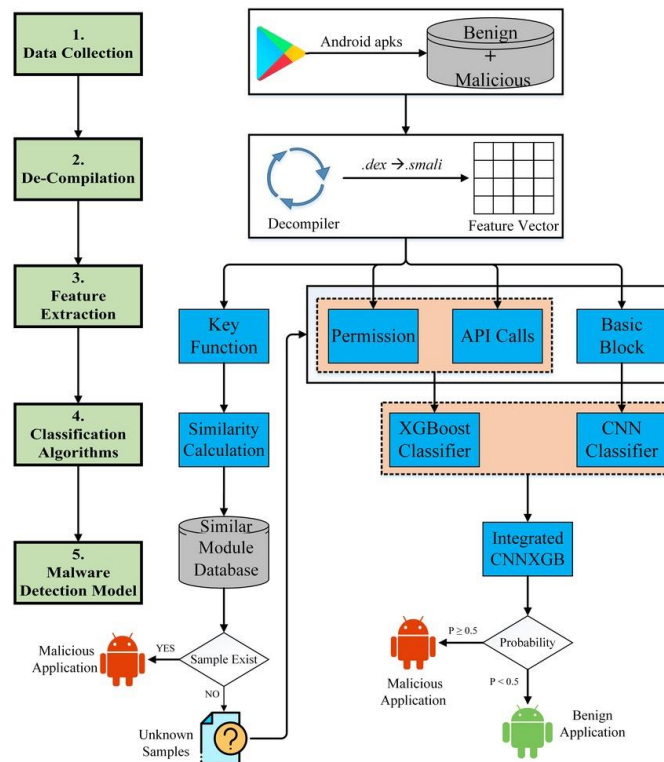 1.
Data Collection
2.
De-Compilation
3.
Feature
Extraction
4.
Classification
Algorithms
5.
Malware
Detection Model
Android apks
Benign
+
Malicious
.dex → .smali
Decompiler
Feature Vector
Key
Function
Permission
API Calls
Basic
Block
Similarity
Calculation
XGBoost
Classifier
CNN
Classifier
Similar
Module
Database
Integrated
CNNXGB
Malicious
Application
YES
Sample Exist
NO
Unknown
Samples
?
P ≥ 0.5
Probability
P < 0.5
Malicious
Application
Benign
Application